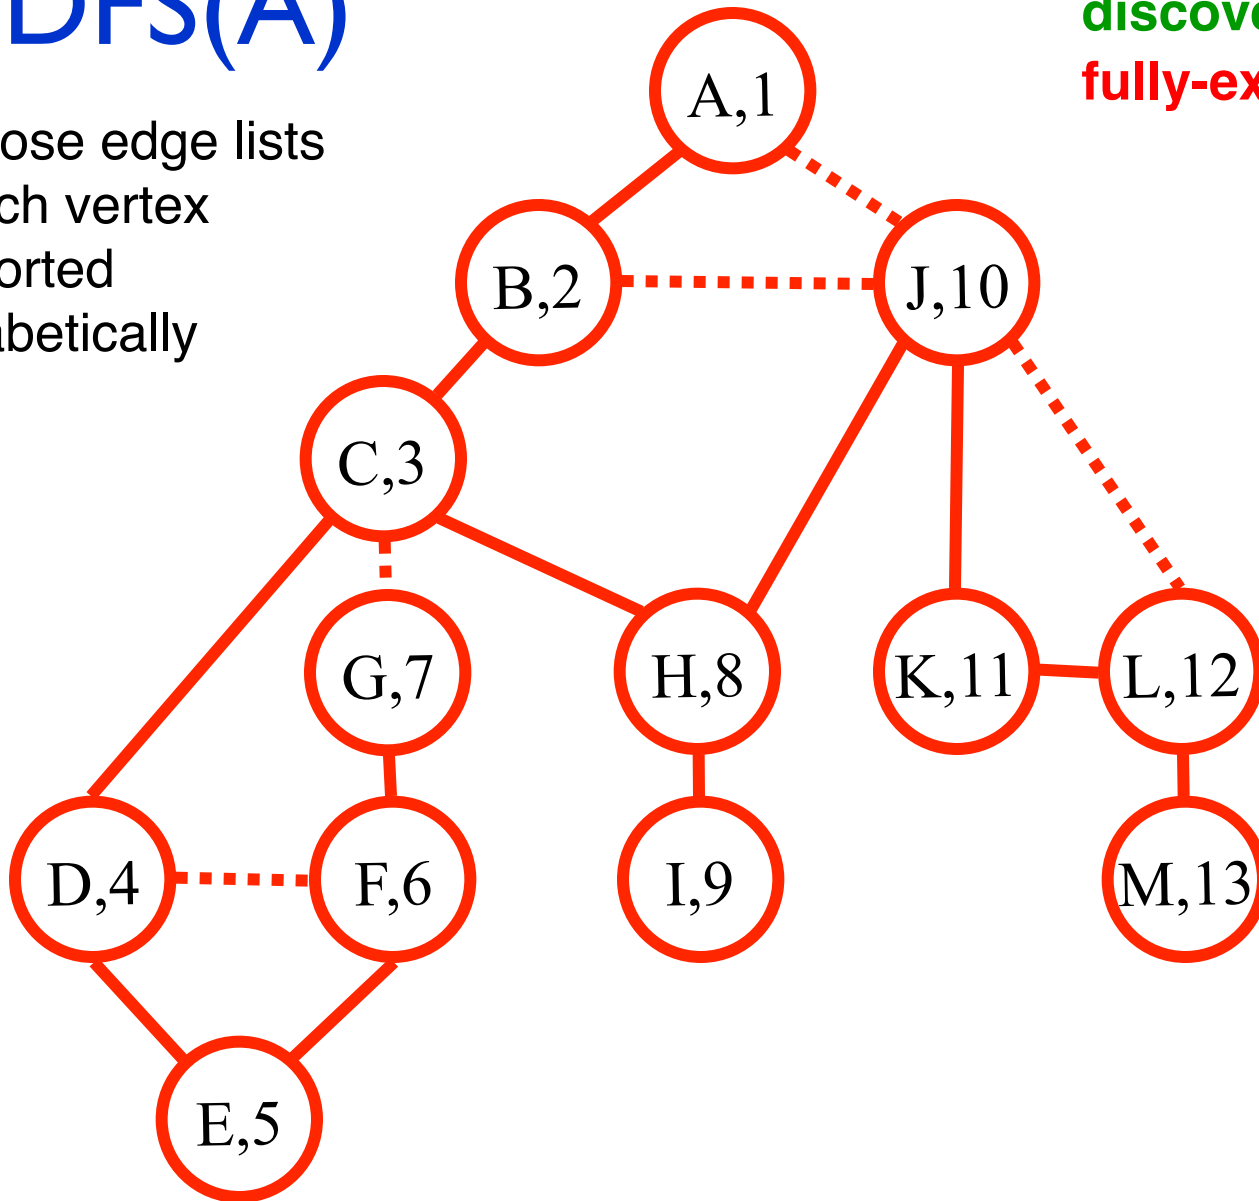 DFS(A)
discove
fully-ex
ose edge lists
ch vertex
orted
abetically
A,1
B,2
J,10
C,3
G,7
H,8
K,11
L,12
D,4
F,6
I,9
M,13
E,5